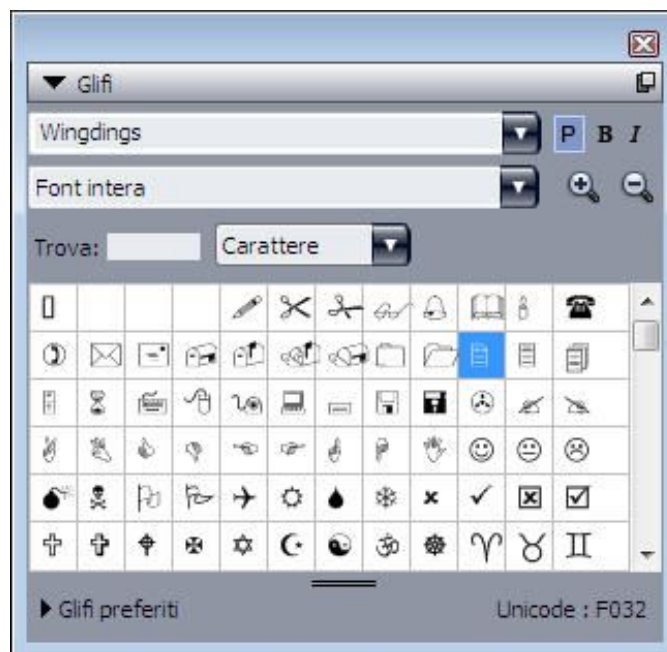 Glifi
Wingdings
P B I
Font intera
Trova: Carattere
Glifi preferiti Unicode : F032